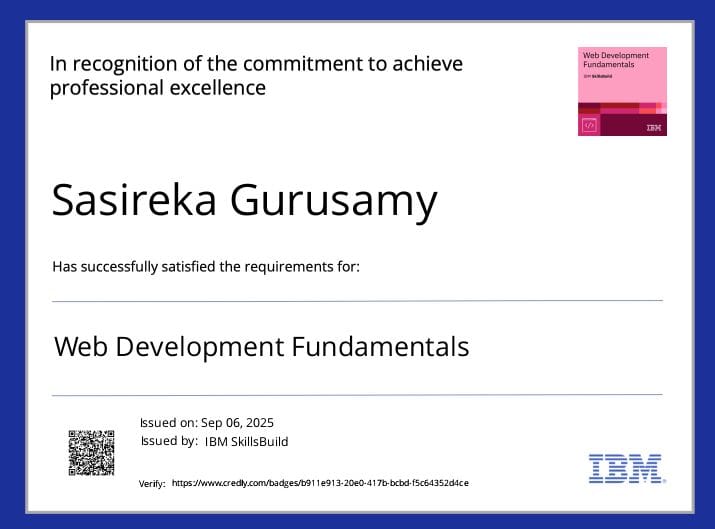 In recognition of the commitment to achieve
professional excellence
Web Development
Fundamentals
IBM SkillsBuild
</>
IBM
Sasireka Gurusamy
Has successfully satisfied the requirements for:
Web Development Fundamentals
Issued on: Sep 06, 2025
Issued by: IBM SkillsBuild
Verify: https://www.credly.com/badges/b911e913-20e0-417b-bcbd-f5c64352d4ce
IBM®